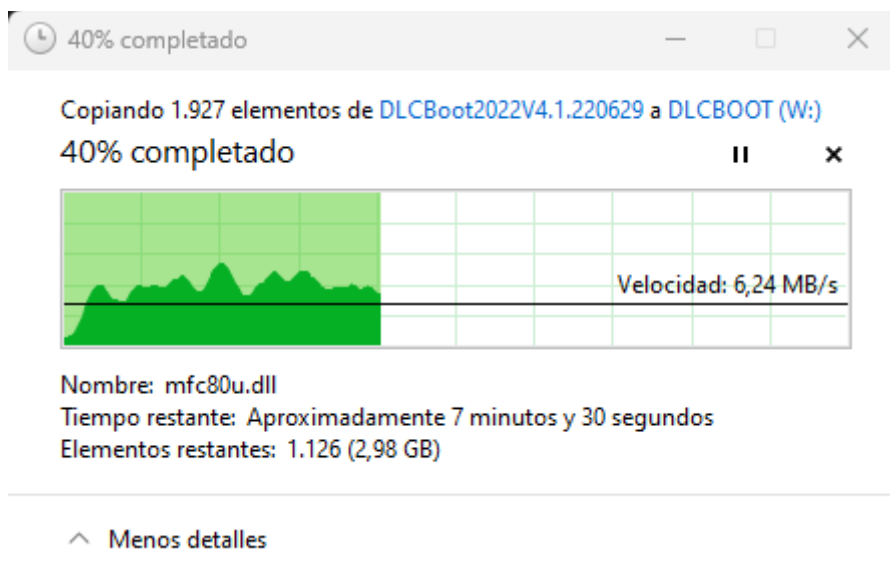 40% completado
Copiando 1.927 elementos de DLCBoot2022V4.1.220629 a DLCBOOT (W:)
40% completado
Velocidad: 6,24 MB/s
Nombre: mfc80u.dll
Tiempo restante: Aproximadamente 7 minutos y 30 segundos
Elementos restantes: 1.126 (2,98 GB)
Menos detalles